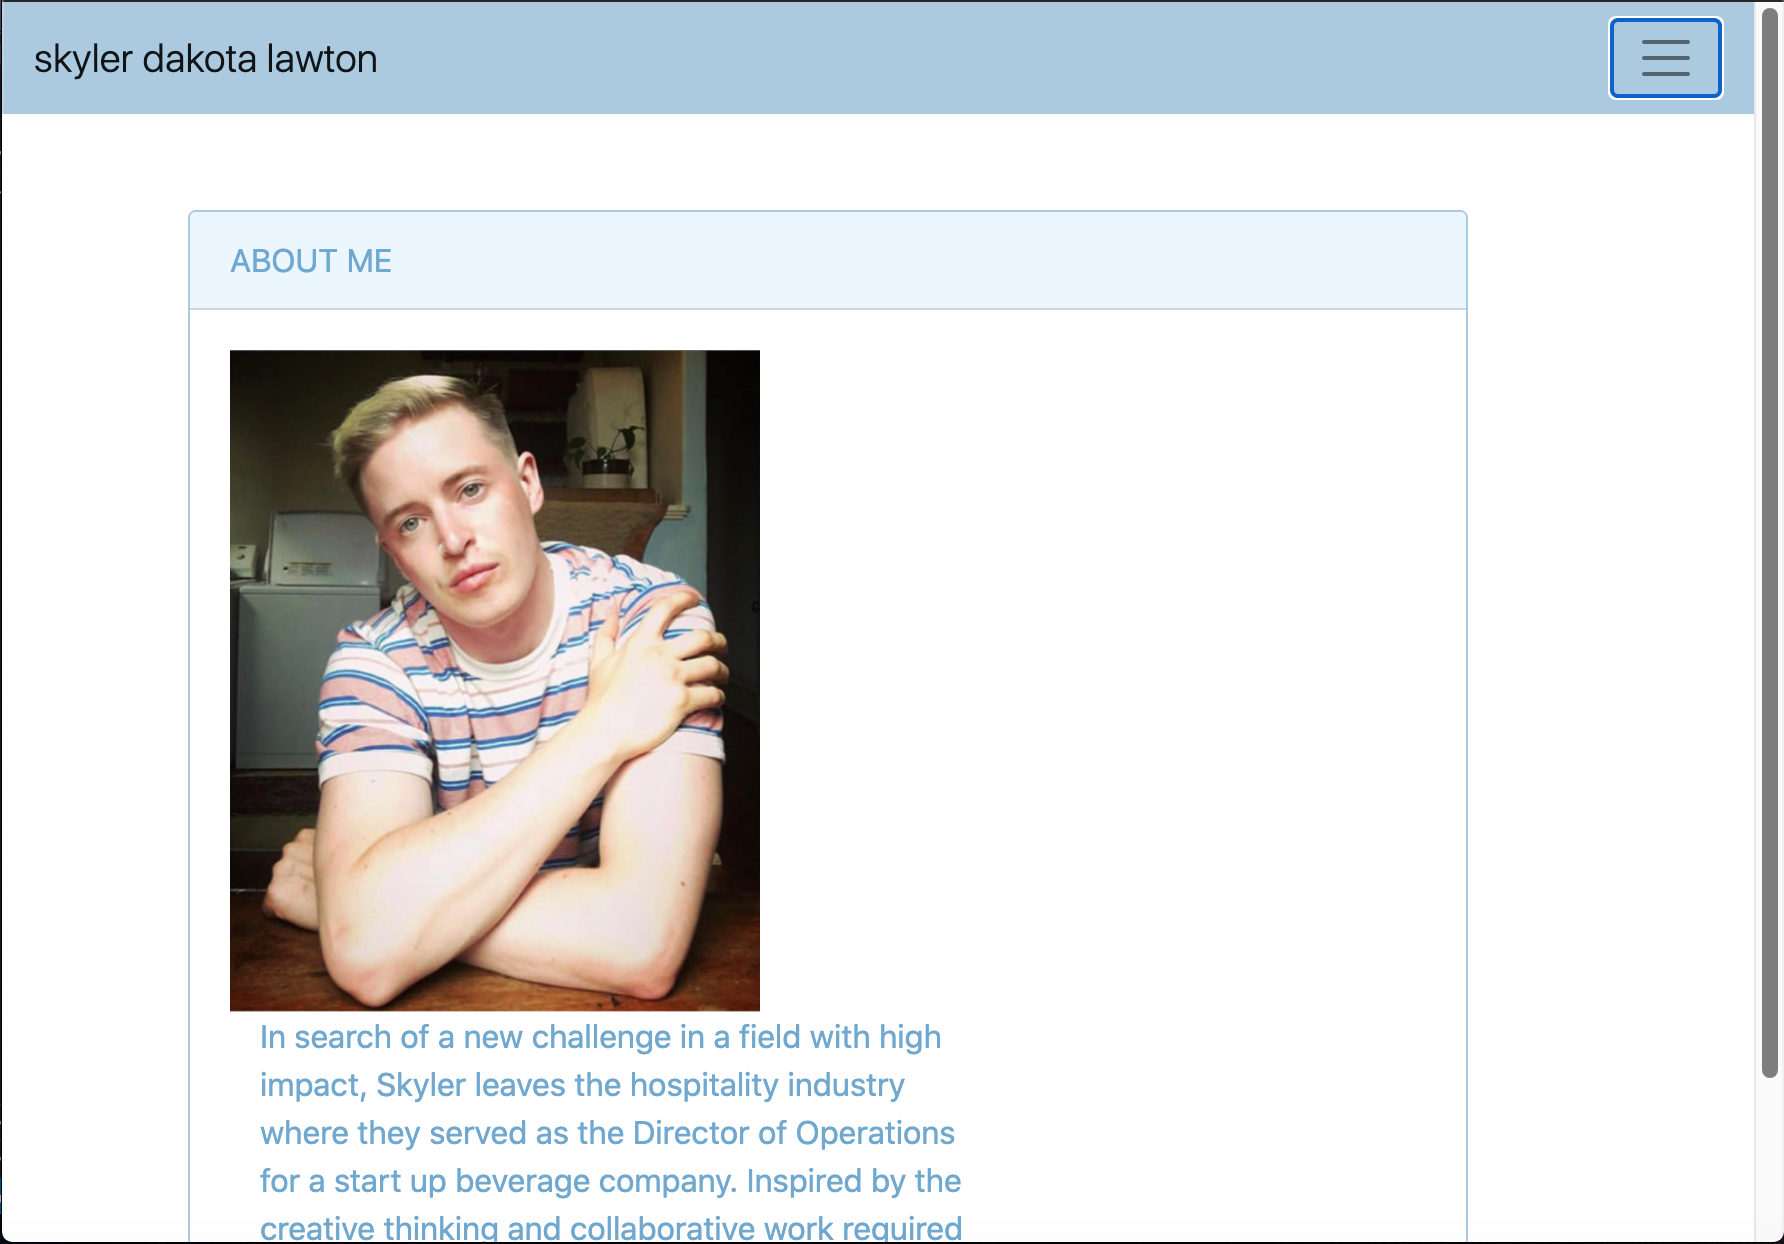 skyler dakota lawton
ABOUT ME
In search of a new challenge in a field with high
impact, Skyler leaves the hospitality industry
where they served as the Director of Operations
for a start up beverage company. Inspired by the
creative thinking and collaborative work required